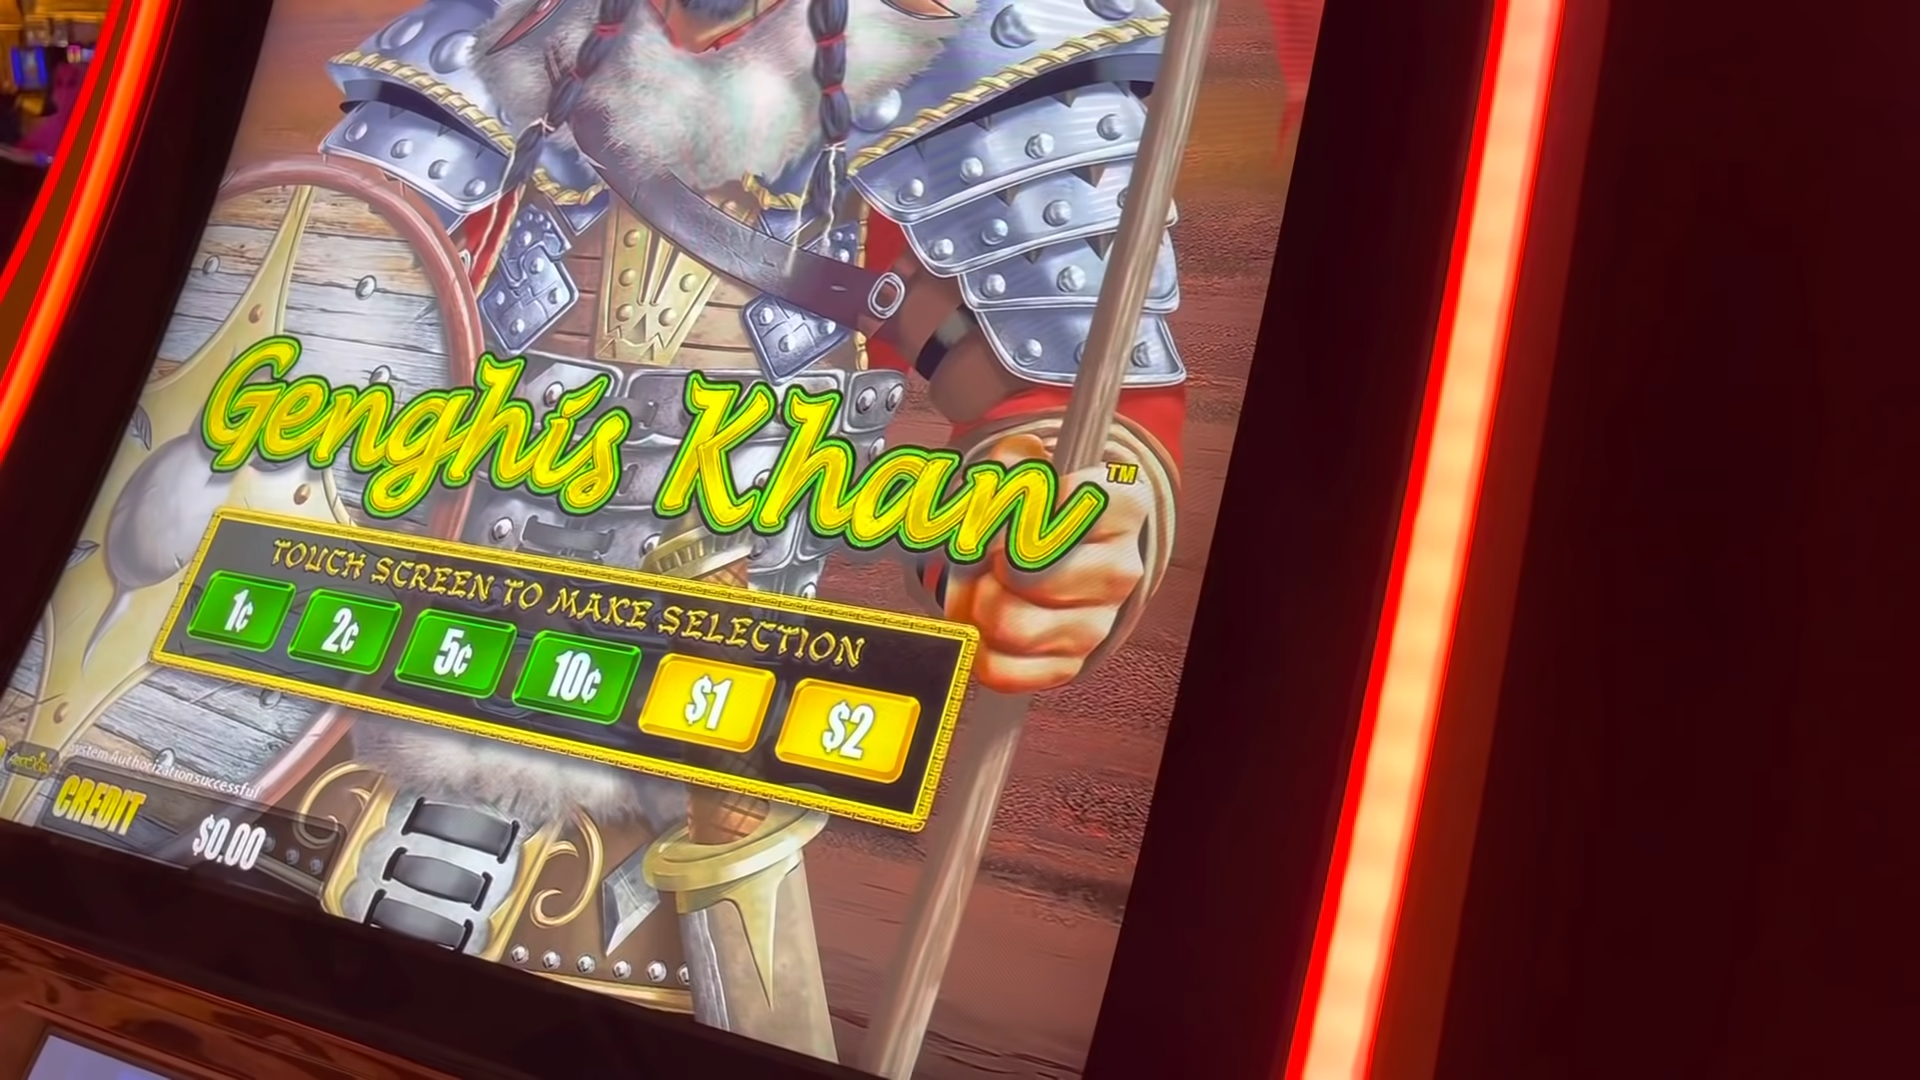 Genghis Khan™
TOUCH SCREEN TO MAKE SELECTION
1¢ 2¢ 5¢ 10¢ $1 $2
System Authorization successful
CREDIT
$0.00